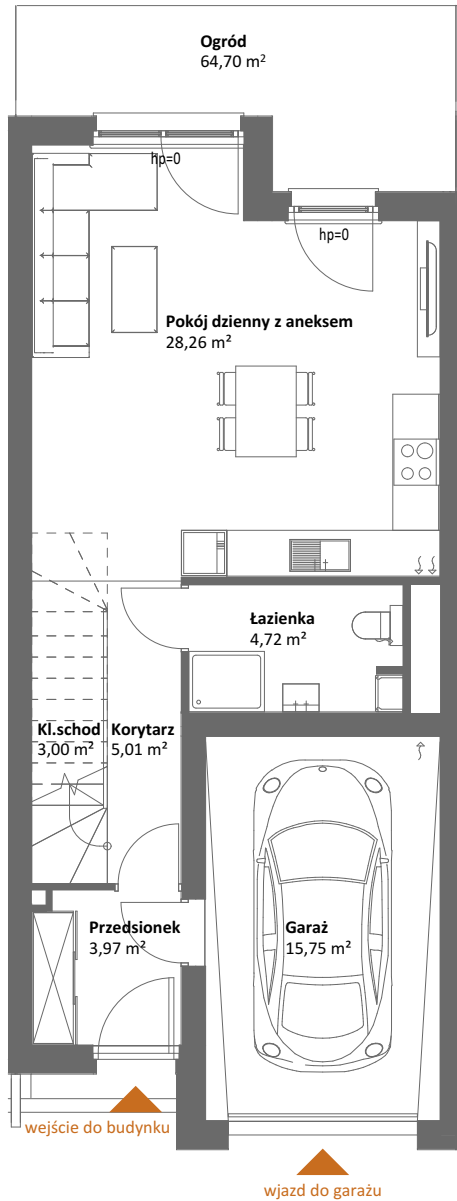 Ogród
64,70 m²
hp=0
hp=0
Pokój dzienny z aneksem
28,26 m²
Łazienka
4,72 m²
Kl.schod
3,00 m²
Korytarz
5,01 m²
Przedsionek
3,97 m²
Garaż
15,75 m²
wejście do budynku
wjazd do garażu